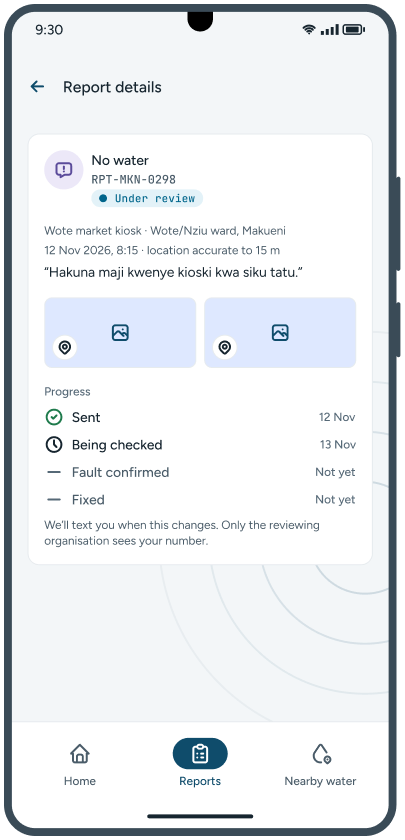 9:30
Report details
No water
RPT-MKN-0298
Under review
Wote market kiosk · Wote/Nziu ward, Makueni
12 Nov 2026, 8:15 · location accurate to 15 m
“Hakuna maji kwenye kioski kwa siku tatu.”
Progress
Sent 12 Nov
Being checked 13 Nov
Fault confirmed Not yet
Fixed Not yet
We’ll text you when this changes. Only the reviewing
organisation sees your number.
Home Reports Nearby water